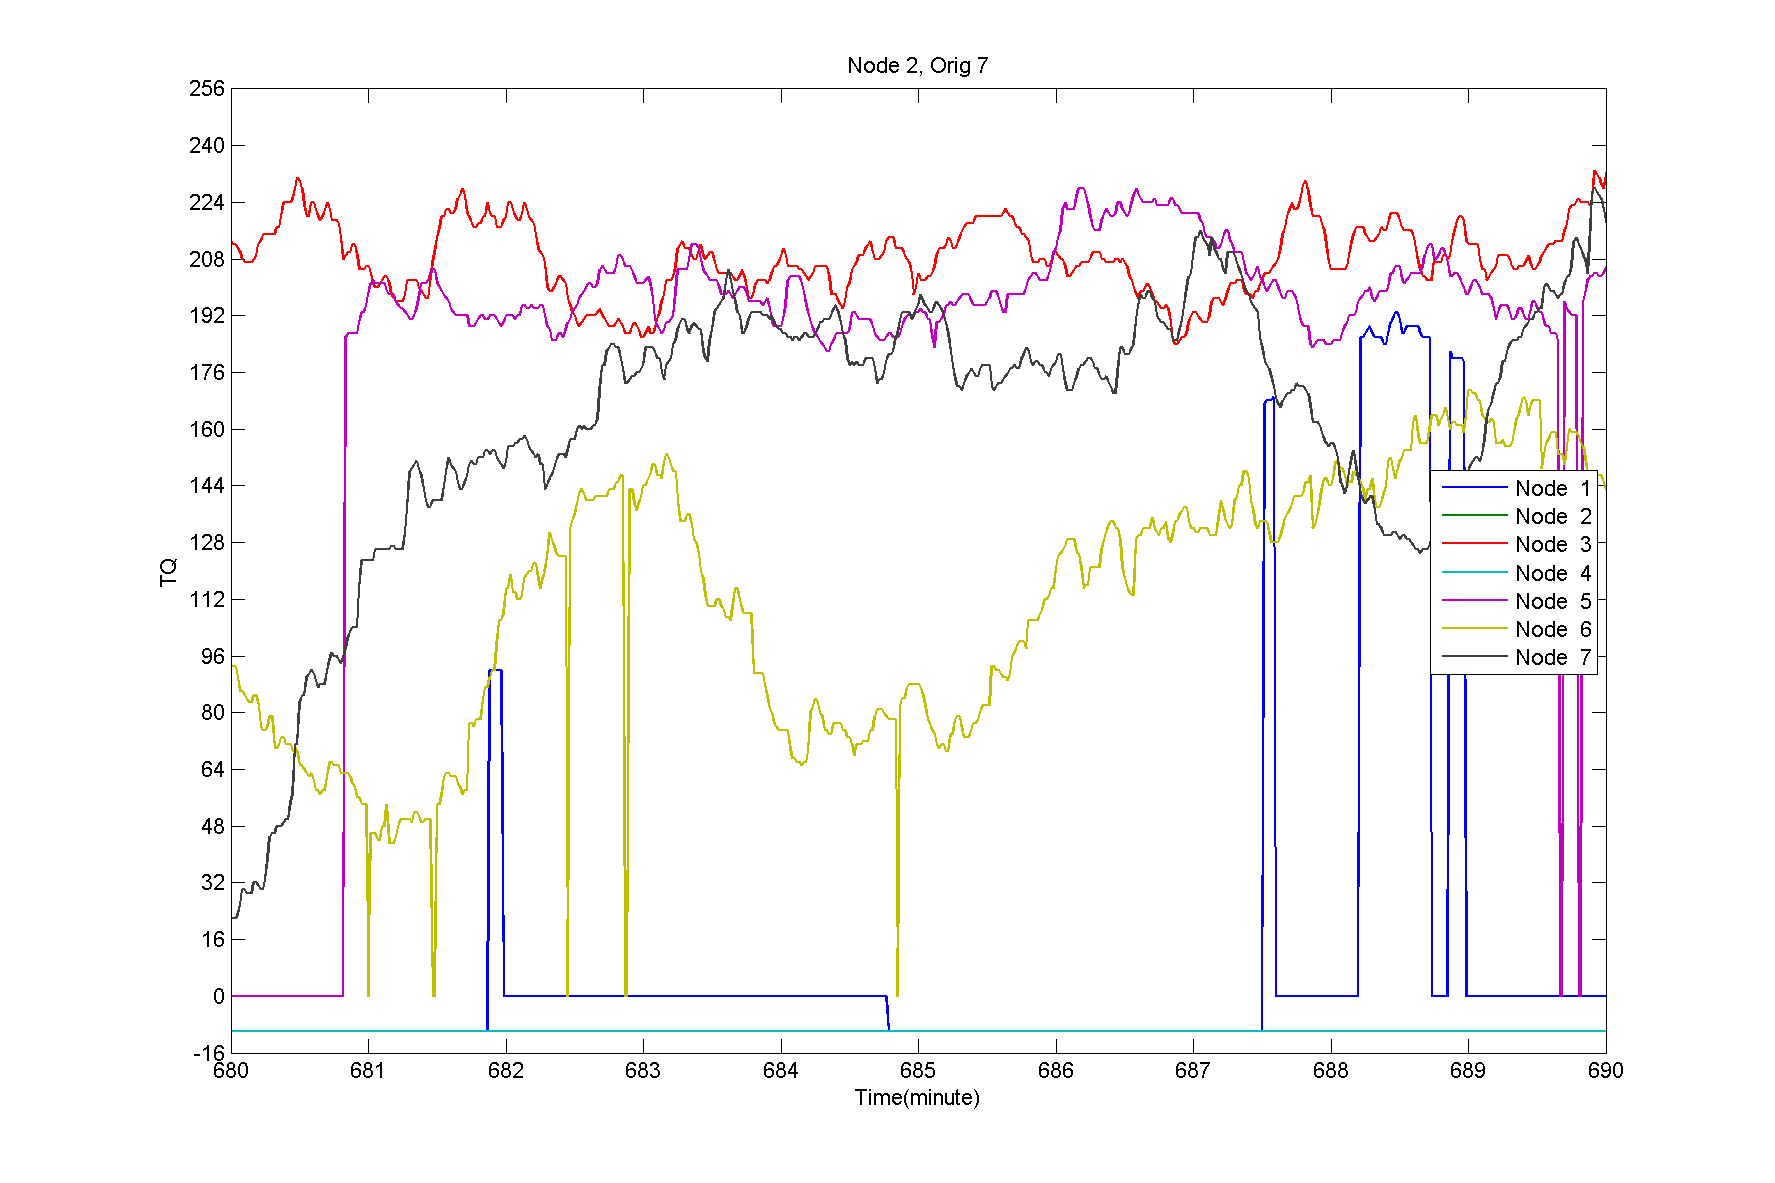 Node 2, Orig 7
256
240
224
208
192
176
160
144
128
112
96
80
64
48
32
16
0
-16
TQ
680 681 682 683 684 685 686 687 688 689 690
Time(minute)
Node 1
Node 2
Node 3
Node 4
Node 5
Node 6
Node 7